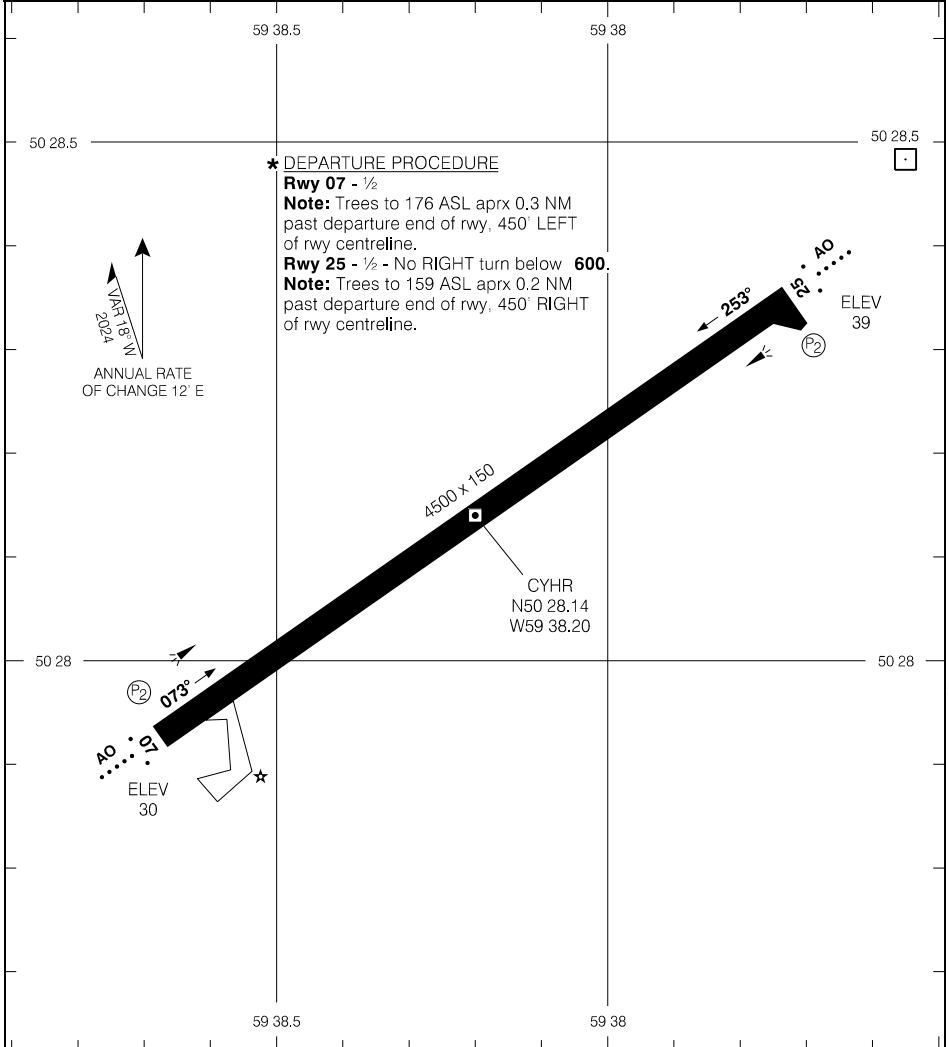 59 38.5
59 38
50 28.5
50 28.5
* DEPARTURE PROCEDURE
Rwy 07 - ½
Note: Trees to 176 ASL aprx 0.3 NM
past departure end of rwy, 450' LEFT
of rwy centreline.
Rwy 25 - ½ - No RIGHT turn below 600.
Note: Trees to 159 ASL aprx 0.2 NM
past departure end of rwy, 450' RIGHT
of rwy centreline.
VAR 18° W
2024
ANNUAL RATE
OF CHANGE 12' E
AO
25
253°
ELEV
39
P2
4500 x 150
CYHR
N50 28.14
W59 38.20
50 28
50 28
P2
073°
AO
07
ELEV
30
59 38.5
59 38